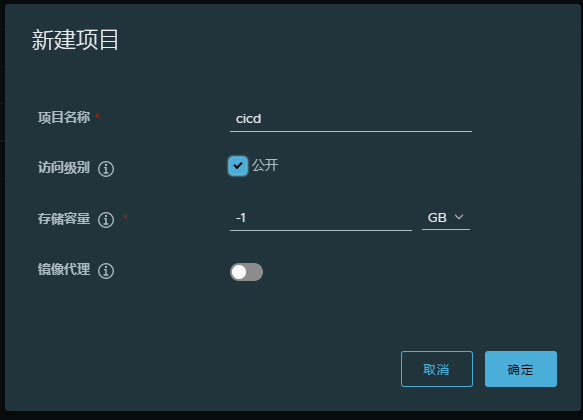 新建项目
项目名称 * cicd
访问级别 公开
存储容量 * -1 GB
镜像代理
取消 确定